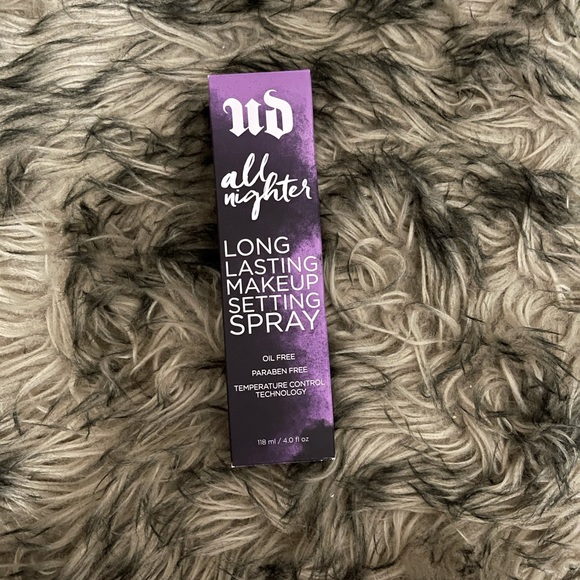 UD
all
nighter
LONG
LASTING
MAKEUP
SETTING
SPRAY
OIL FREE
PARABEN FREE
TEMPERATURE CONTROL
TECHNOLOGY
118 ml / 4.0 fl oz